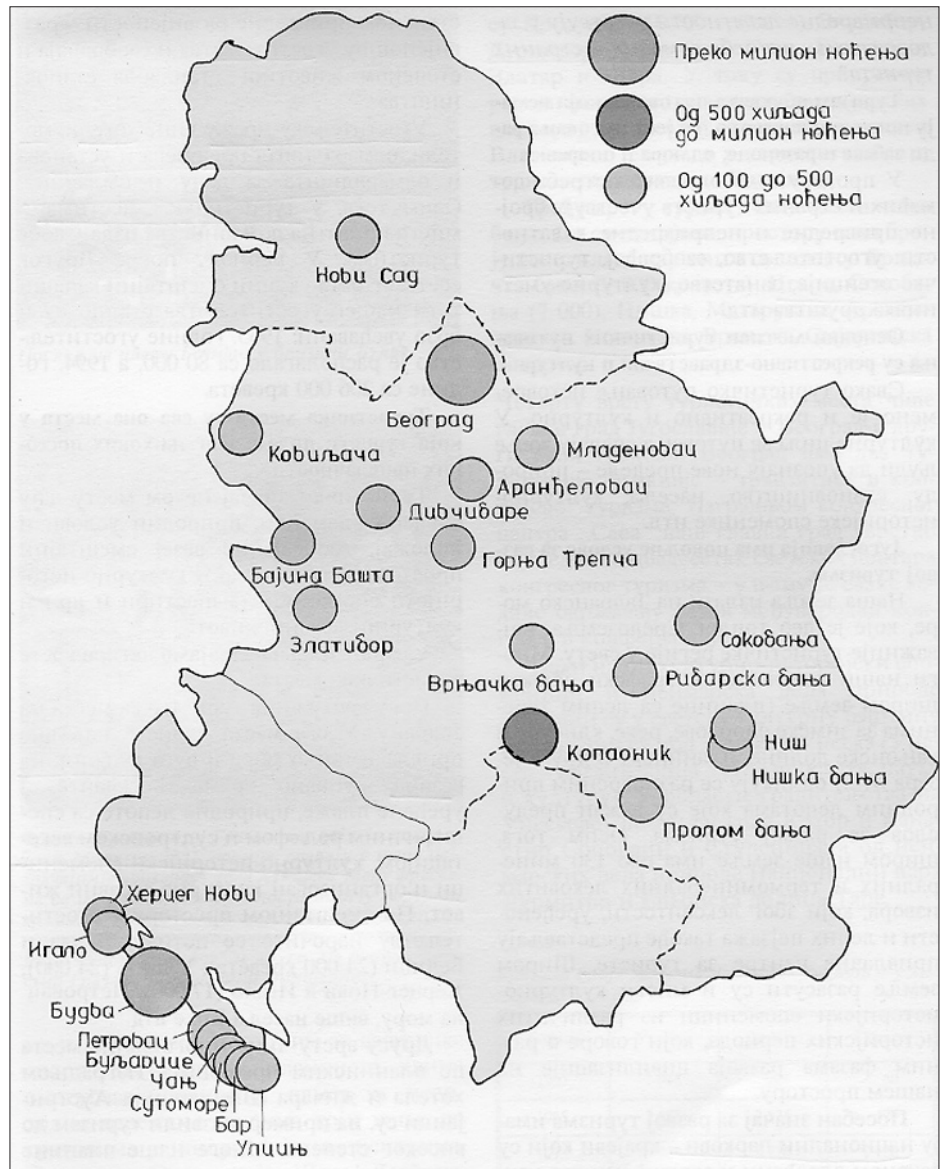 Преко милион ноћења
Од 500 хиљада
до милион ноћења
Од 100 до 500
хиљада ноћења
Нови Сад
Београд
Ковиљача
Младеновац
Аранђеловац
Дивчибаре
Горња Трепча
Бајина Башта
Златибор
Сокобања
Врњачка бања
Рибарска бања
Копаоник
Ниш
Нишка бања
Пролом бања
Херцег Нови
Игало
Будва
Петровац
Буљарице
Чањ
Сутоморе
Бар
Улцињ